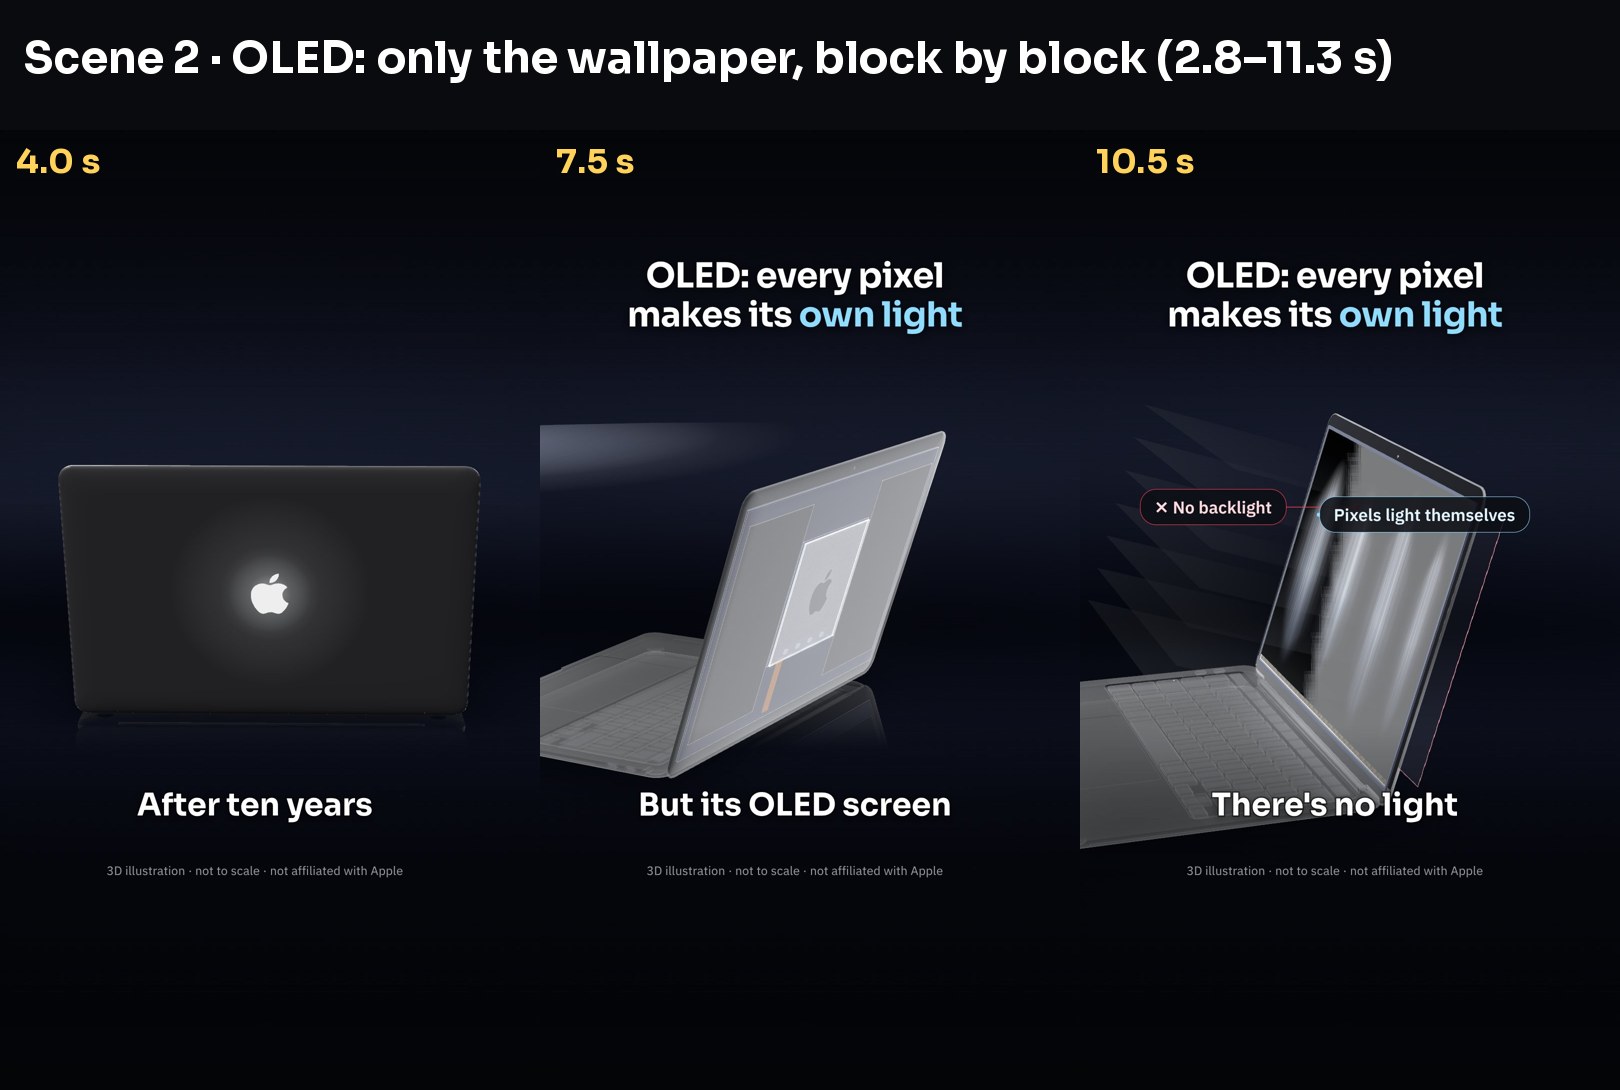 Scene 2 · OLED: only the wallpaper, block by block (2.8–11.3 s)
4.0 s
After ten years
3D illustration · not to scale · not affiliated with Apple
7.5 s
OLED: every pixel
makes its own light
But its OLED screen
3D illustration · not to scale · not affiliated with Apple
10.5 s
OLED: every pixel
makes its own light
✕ No backlight
Pixels light themselves
There's no light
3D illustration · not to scale · not affiliated with Apple